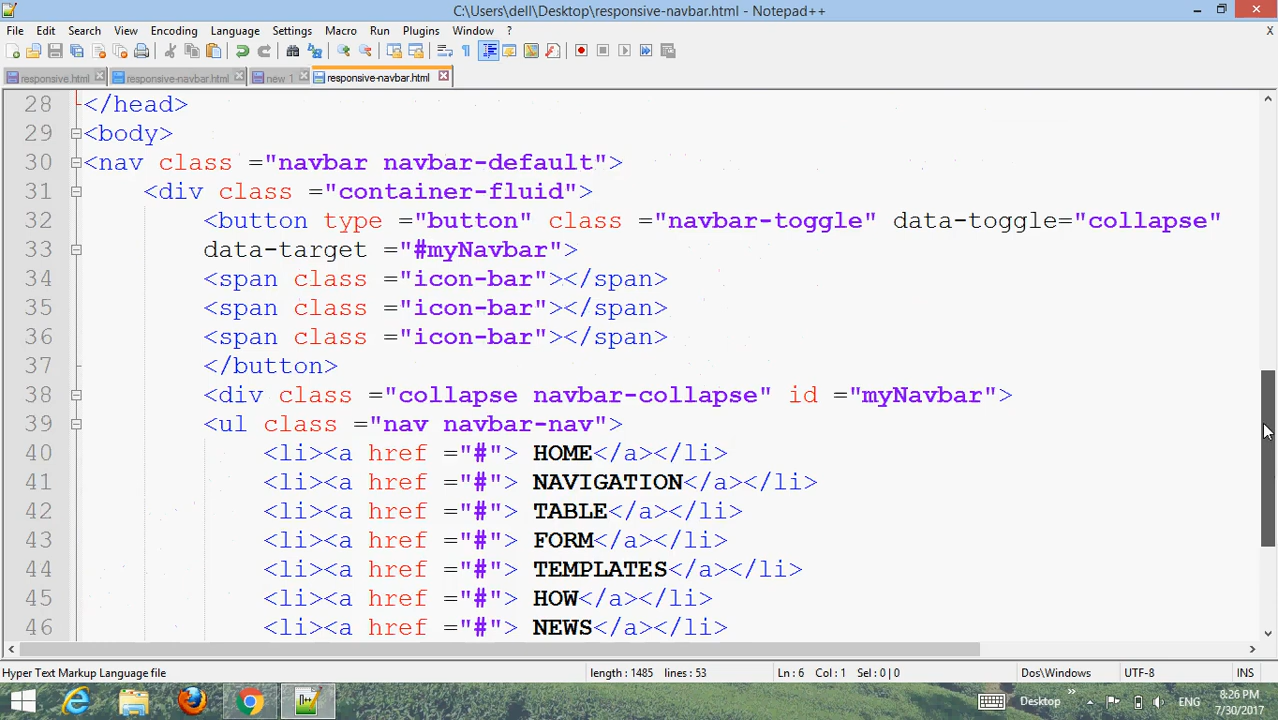 C:\Users\dell\Desktop\responsive-navbar.html - Notepad++
File Edit Search View Encoding Language Settings Macro Run Plugins Window ? X
responsive.html responsive-navbar.html new 1 responsive-navbar.html
28 </head>
29 <body>
30 <nav class ="navbar navbar-default">
31 <div class ="container-fluid">
32 <button type ="button" class ="navbar-toggle" data-toggle="collapse"
33 data-target ="#myNavbar">
34 <span class ="icon-bar"></span>
35 <span class ="icon-bar"></span>
36 <span class ="icon-bar"></span>
37 </button>
38 <div class ="collapse navbar-collapse" id ="myNavbar">
39 <ul class ="nav navbar-nav">
40 <li><a href ="#"> HOME</a></li>
41 <li><a href ="#"> NAVIGATION</a></li>
42 <li><a href ="#"> TABLE</a></li>
43 <li><a href ="#"> FORM</a></li>
44 <li><a href ="#"> TEMPLATES</a></li>
45 <li><a href ="#"> HOW</a></li>
46 <li><a href ="#"> NEWS</a></li>
Hyper Text Markup Language file length : 1485 lines : 53 Ln : 6 Col : 1 Sel : 0 | 0 Dos\Windows UTF-8 INS
Desktop ENG 8:26 PM
7/30/2017